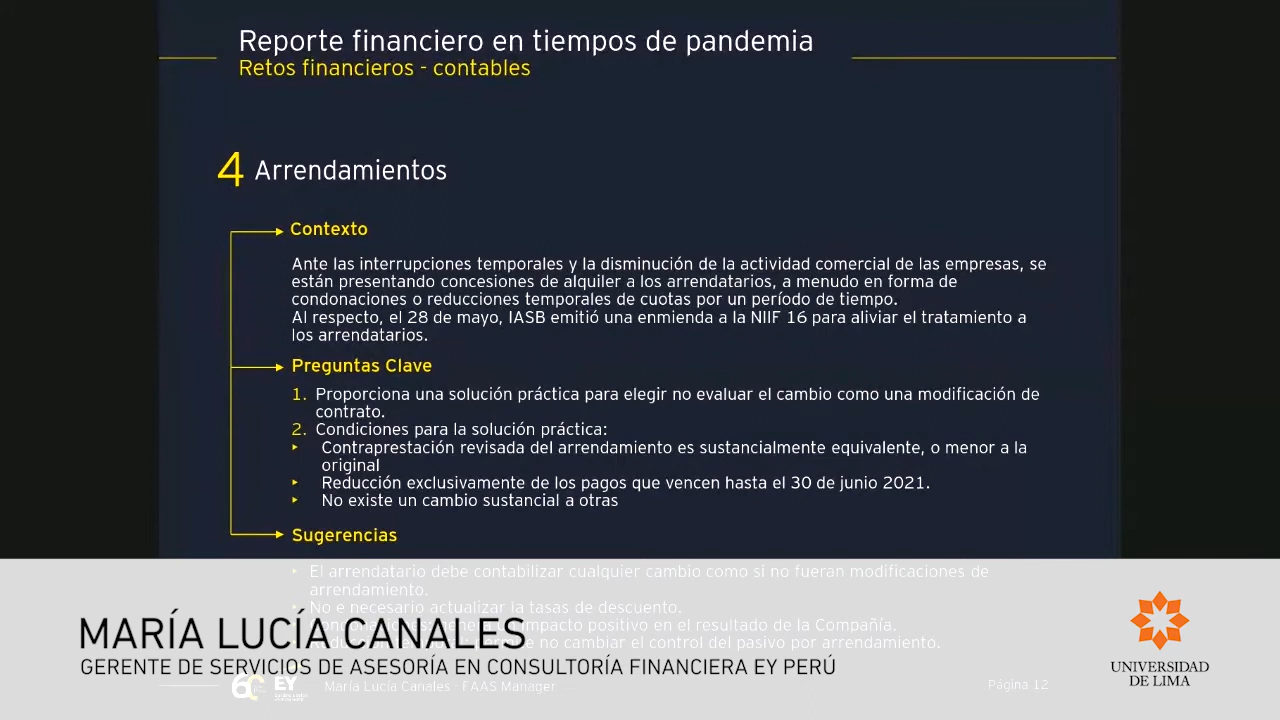 Reporte financiero en tiempos de pandemia
Retos financieros - contables
4 Arrendamientos
Contexto
Ante las interrupciones temporales y la disminución de la actividad comercial de las empresas, se
están presentando concesiones de alquiler a los arrendatarios, a menudo en forma de
condonaciones o reducciones temporales de cuotas por un período de tiempo.
Al respecto, el 28 de mayo, IASB emitió una enmienda a la NIIF 16 para aliviar el tratamiento a
los arrendatarios.
Preguntas Clave
1. Proporciona una solución práctica para elegir no evaluar el cambio como una modificación de
contrato.
2. Condiciones para la solución práctica:
‣ Contraprestación revisada del arrendamiento es sustancialmente equivalente, o menor a la
original
‣ Reducción exclusivamente de los pagos que vencen hasta el 30 de junio 2021.
‣ No existe un cambio sustancial a otras
Sugerencias
‣ El arrendatario debe contabilizar cualquier cambio como si no fueran modificaciones de
arrendamiento.
‣ No e necesario actualizar la tasas de descuento.
impacto positivo en el resultado de la Compañía.
no cambiar el control del pasivo por arrendamiento.
MARÍA LUCÍA CANALES
GERENTE DE SERVICIOS DE ASESORÍA EN CONSULTORÍA FINANCIERA EY PERÚ
EY
María Lucía Canales - FAAS Manager
Página 12
UNIVERSIDAD
DE LIMA